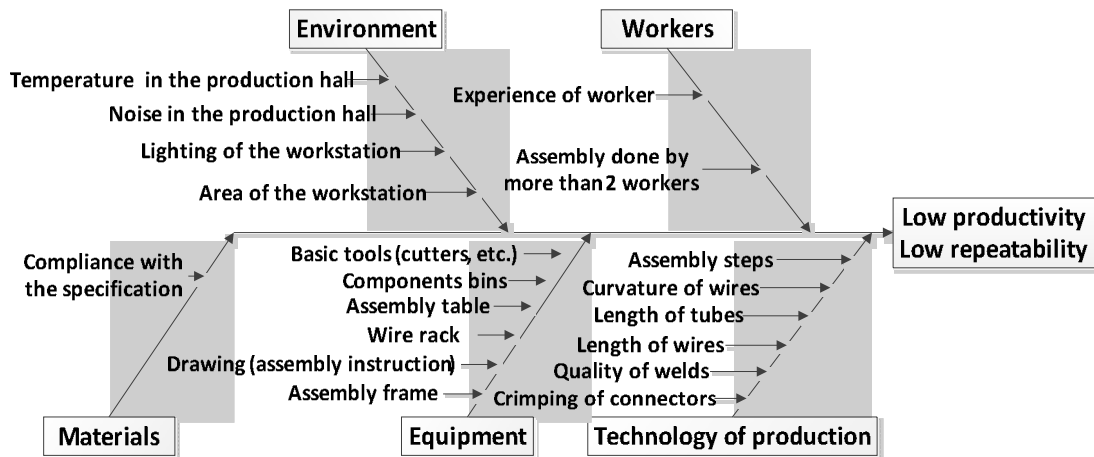 Environment
Workers
Temperature in the production hall
Noise in the production hall
Lighting of the workstation
Area of the workstation
Experience of worker
Assembly done by
more than 2 workers
Low productivity
Low repeatability
Compliance with
the specification
Basic tools (cutters, etc.)
Components bins
Assembly table
Wire rack
Drawing (assembly instruction)
Assembly frame
Assembly steps
Curvature of wires
Length of tubes
Length of wires
Quality of welds
Crimping of connectors
Materials
Equipment
Technology of production